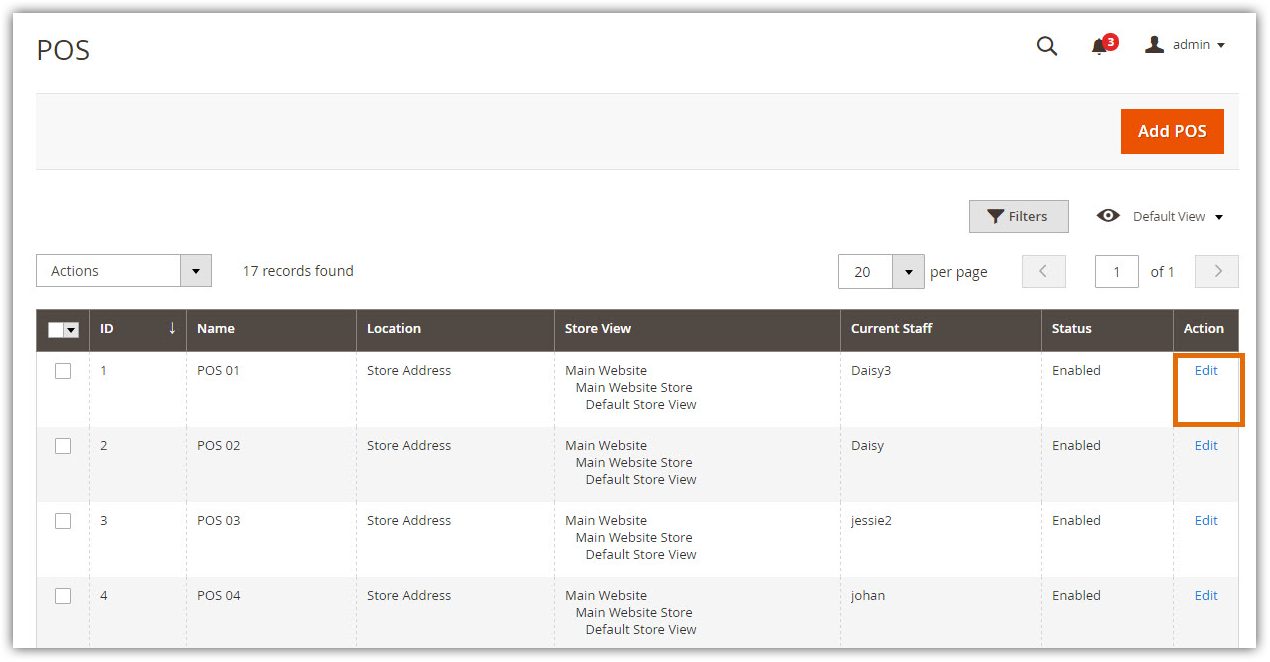 POS
3
admin
Add POS
Filters
Default View
Actions
17 records found
20
per page
1
of 1
ID ↓ Name Location Store View Current Staff Status Action
1 POS 01 Store Address Main Website Daisy3 Enabled Edit
Main Website Store
Default Store View
2 POS 02 Store Address Main Website Daisy Enabled Edit
Main Website Store
Default Store View
3 POS 03 Store Address Main Website jessie2 Enabled Edit
Main Website Store
Default Store View
4 POS 04 Store Address Main Website johan Enabled Edit
Main Website Store
Default Store View